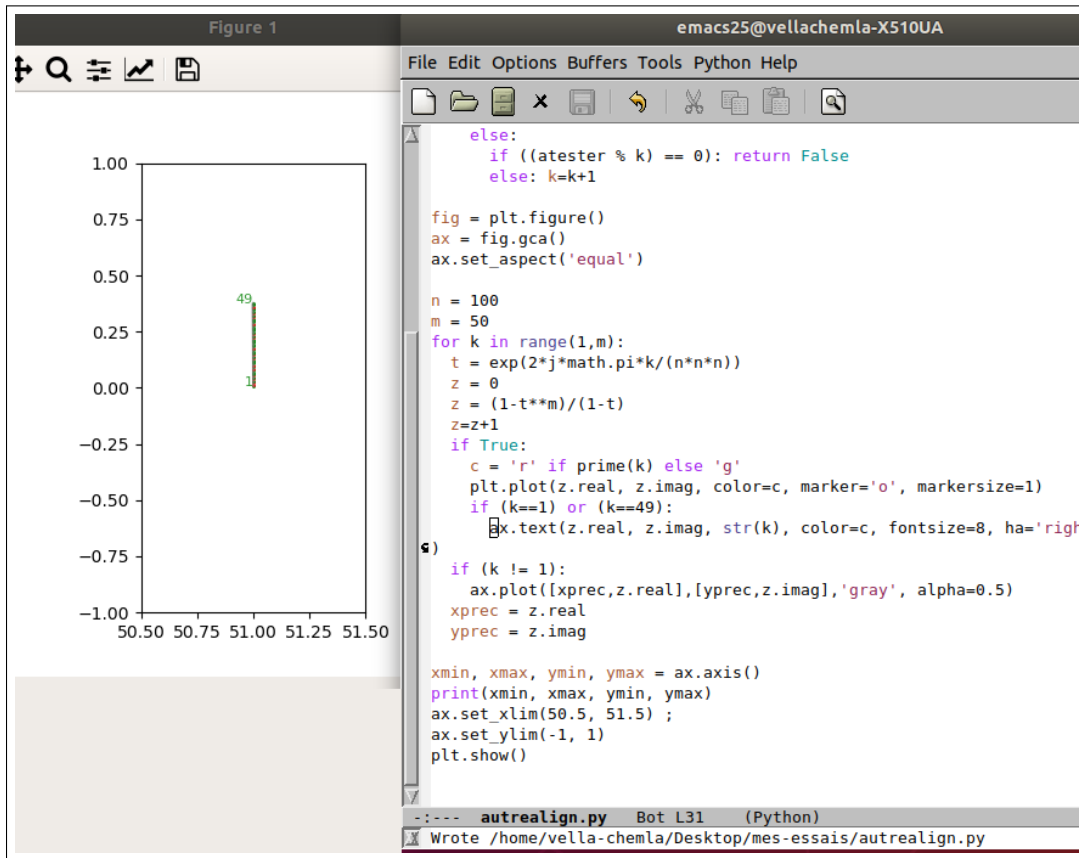 Figure 1
emacs25@vellachemla-X510UA
File Edit Options Buffers Tools Python Help
1.00
0.75
0.50
0.25
0.00
−0.25
−0.50
−0.75
−1.00
50.50 50.75 51.00 51.25 51.50
49
1
else:
if ((atester % k) == 0): return False
else: k=k+1
fig = plt.figure()
ax = fig.gca()
ax.set_aspect('equal')
n = 100
m = 50
for k in range(1,m):
t = exp(2*j*math.pi*k/(n*n*n))
z = 0
z = (1-t**m)/(1-t)
z=z+1
if True:
c = 'r' if prime(k) else 'g'
plt.plot(z.real, z.imag, color=c, marker='o', markersize=1)
if (k==1) or (k==49):
ax.text(z.real, z.imag, str(k), color=c, fontsize=8, ha='righ
)
if (k != 1):
ax.plot([xprec,z.real],[yprec,z.imag],'gray', alpha=0.5)
xprec = z.real
yprec = z.imag
xmin, xmax, ymin, ymax = ax.axis()
print(xmin, xmax, ymin, ymax)
ax.set_xlim(50.5, 51.5) ;
ax.set_ylim(-1, 1)
plt.show()
-:--- autrealign.py Bot L31 (Python)
Wrote /home/vella-chemla/Desktop/mes-essais/autrealign.py